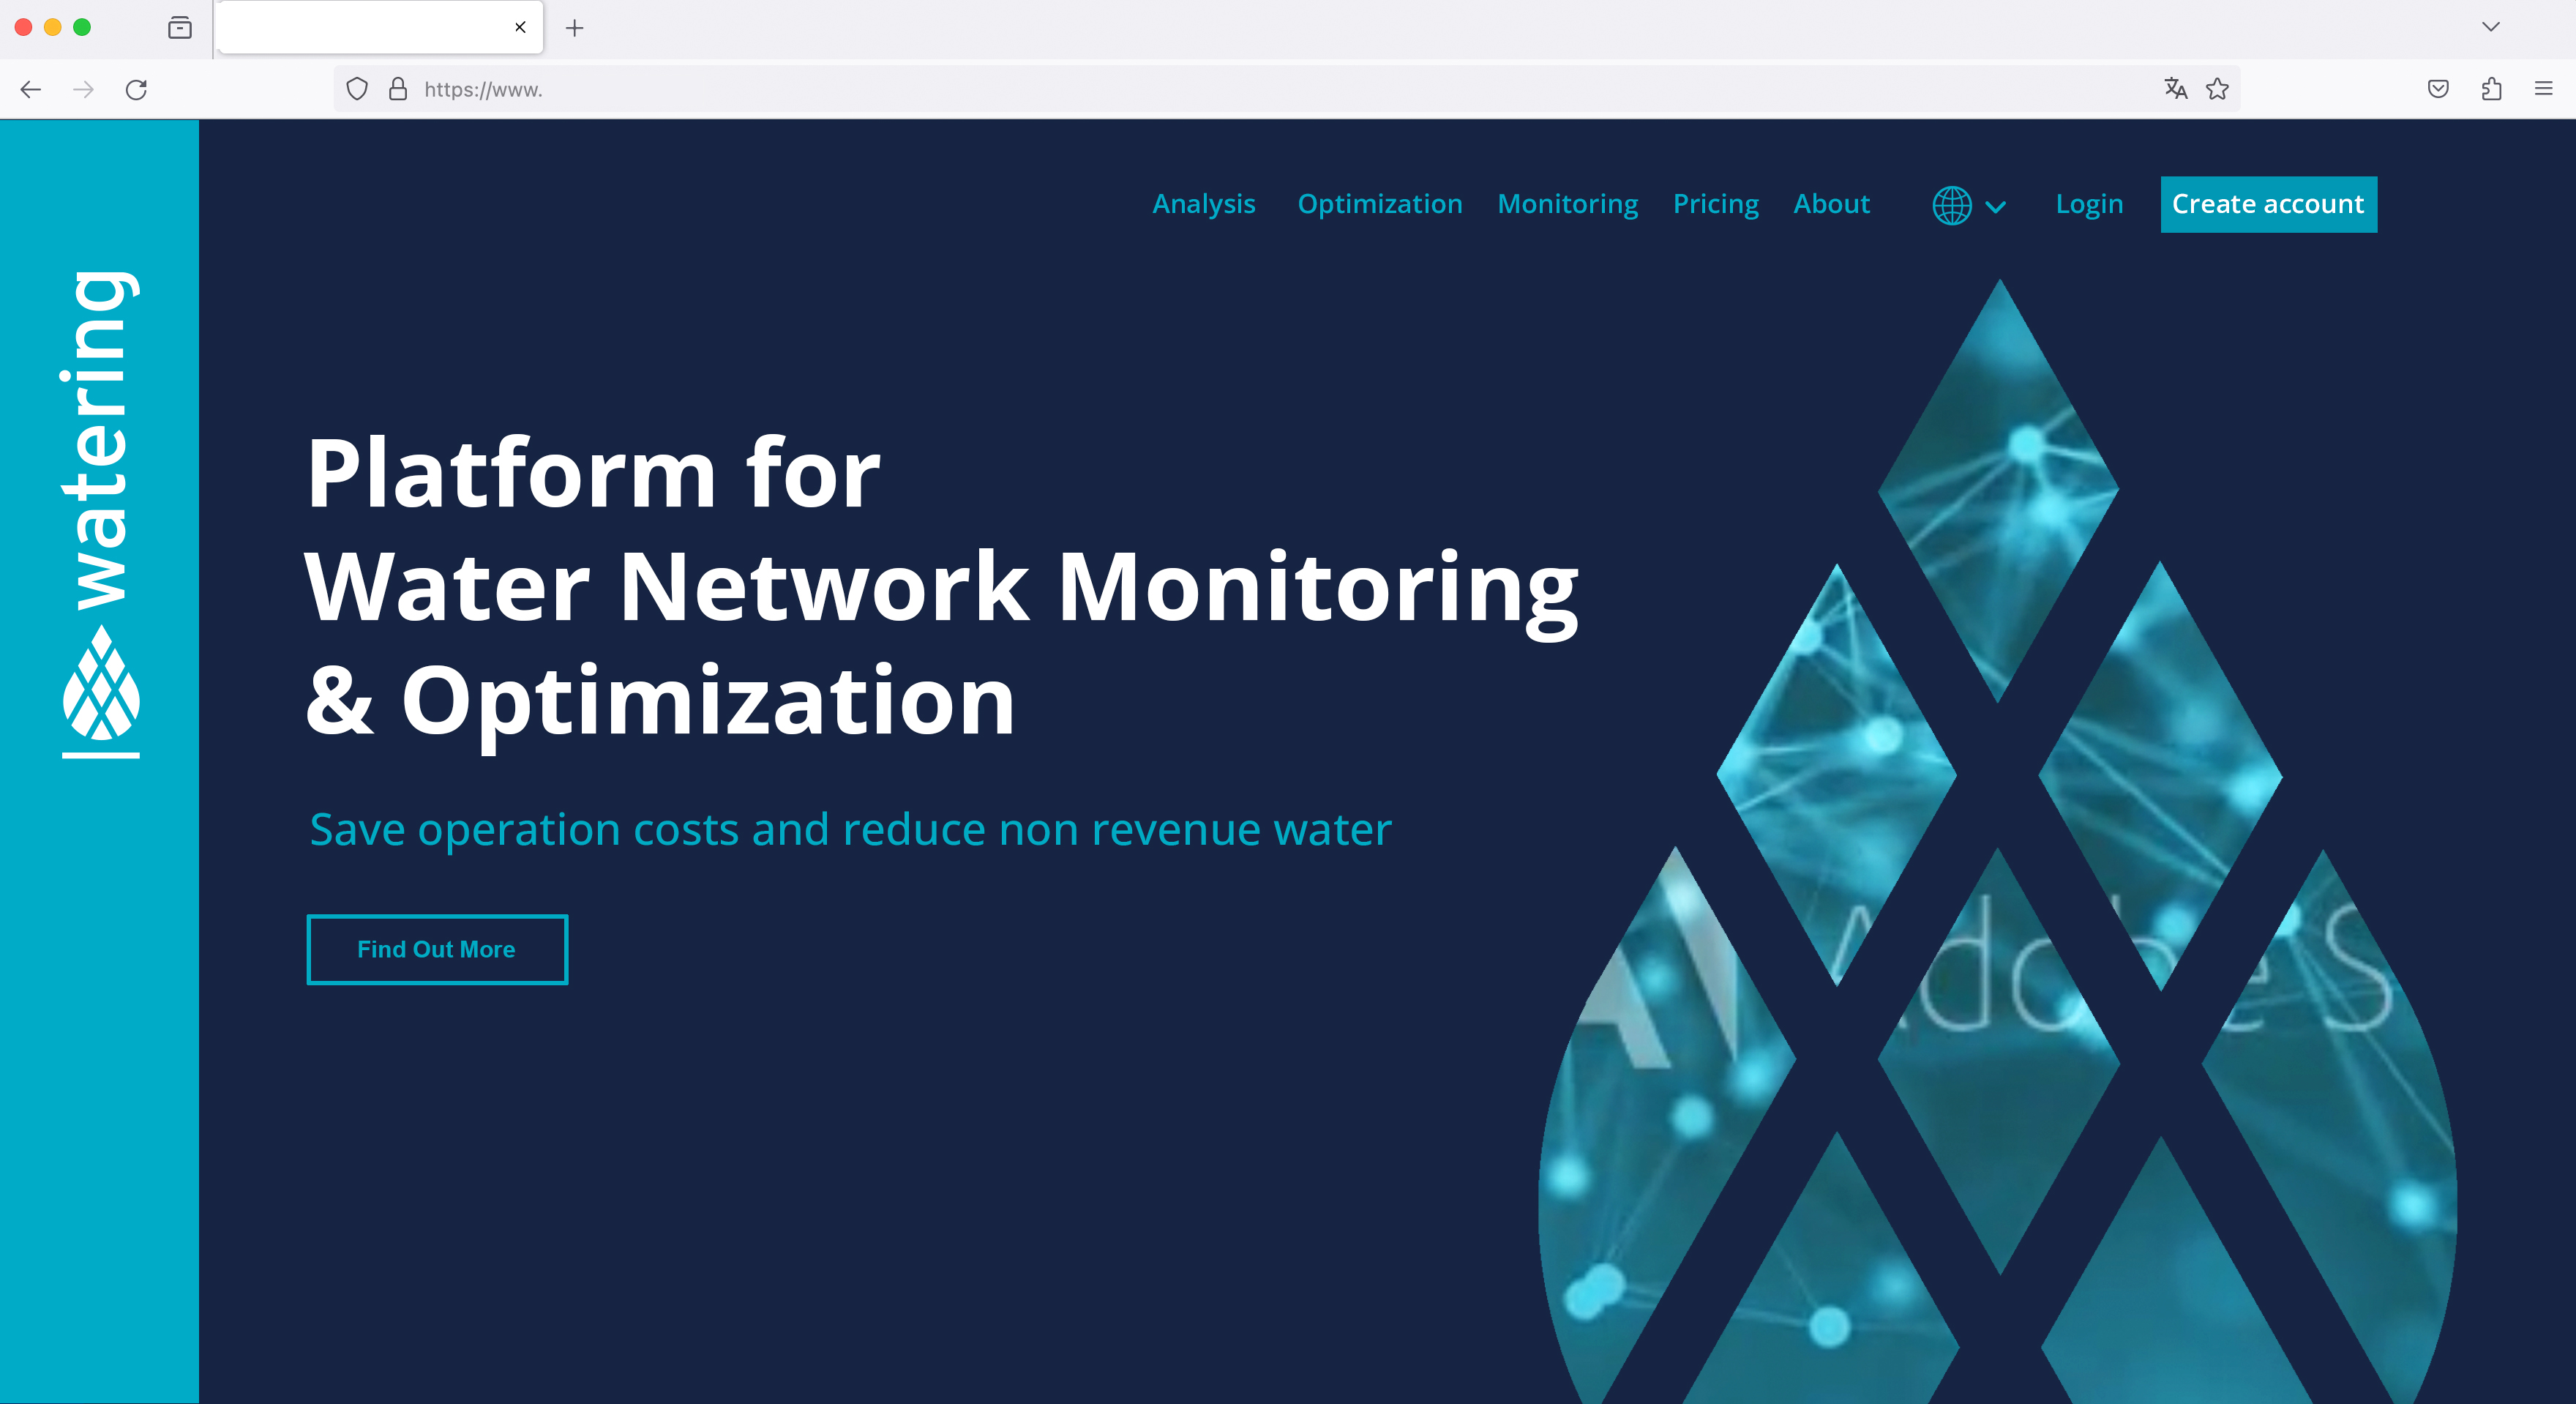 https://www.
Analysis Optimization Monitoring Pricing About Login Create account
watering
Platform for
Water Network Monitoring
& Optimization
Save operation costs and reduce non revenue water
Find Out More
Adobe S